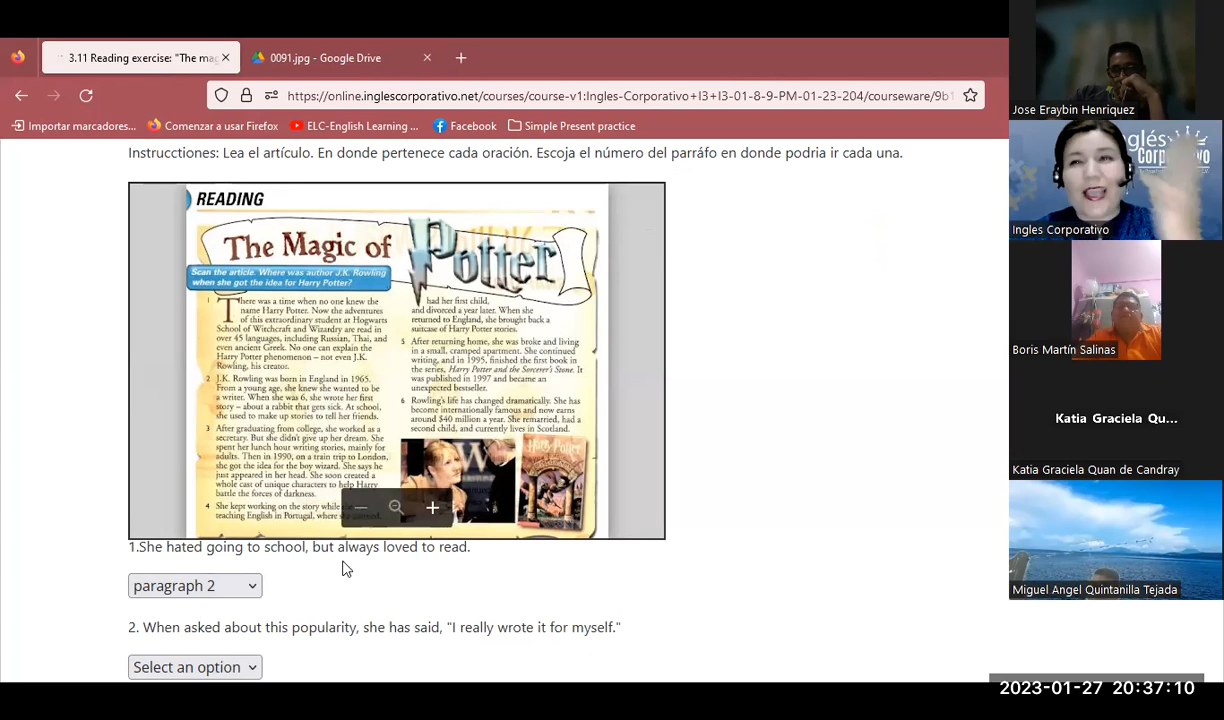 3.11 Reading exercise: "The mag
0091.jpg - Google Drive
https://online.inglescorporativo.net/courses/course-v1:Ingles-Corporativo+I3+I3-01-8-9-PM-01-23-204/courseware/9b1
Importar marcadores...
Comenzar a usar Firefox
ELC-English Learning ...
Facebook
Simple Present practice
Instrucctiones: Lea el artículo. En donde pertenece cada oración. Escoja el número del parráfo en donde podria ir cada una.
READING
The Magic of Potter
Scan the article. Where was author J.K. Rowling
when she got the idea for Harry Potter?
1 There was a time when no one knew the
name Harry Potter. Now the adventures
of this extraordinary student at Hogwarts
School of Witchcraft and Wizardry are read in
over 45 languages, including Russian, Thai, and
even ancient Greek. No one can explain the
Harry Potter phenomenon – not even J.K.
Rowling, his creator.
2 J.K. Rowling was born in England in 1965.
From a young age, she knew she wanted to be
a writer. When she was 6, she wrote her first
story – about a rabbit that gets sick. At school,
she used to make up stories to tell her friends.
3 After graduating from college, she worked as a
secretary. But she didn't give up her dream. She
spent her lunch hour writing stories, mainly for
adults. Then in 1990, on a train trip to London,
she got the idea for the boy wizard. She says he
just appeared in her head. She soon created a
whole cast of unique characters to help Harry
battle the forces of darkness.
4 She kept working on the story while
teaching English in Portugal, where she
had her first child,
and divorced a year later. When she
returned to England, she brought back a
suitcase of Harry Potter stories.
5 After returning home, she was broke and living
in a small, cramped apartment. She continued
writing, and in 1995, finished the first book in
the series, Harry Potter and the Sorcerer's Stone. It
was published in 1997 and became an
unexpected bestseller.
6 Rowling's life has changed dramatically. She has
become internationally famous and now earns
around $40 million a year. She remarried, had a
second child, and currently lives in Scotland.
1.She hated going to school, but always loved to read.
paragraph 2
2. When asked about this popularity, she has said, "I really wrote it for myself."
Select an option
Jose Eraybin Henriquez
Inglés
Corporativo
Ingles Corporativo
Boris Martín Salinas
Katia Graciela Qu...
Katia Graciela Quan de Candray
Miguel Angel Quintanilla Tejada
2023-01-27 20:37:10